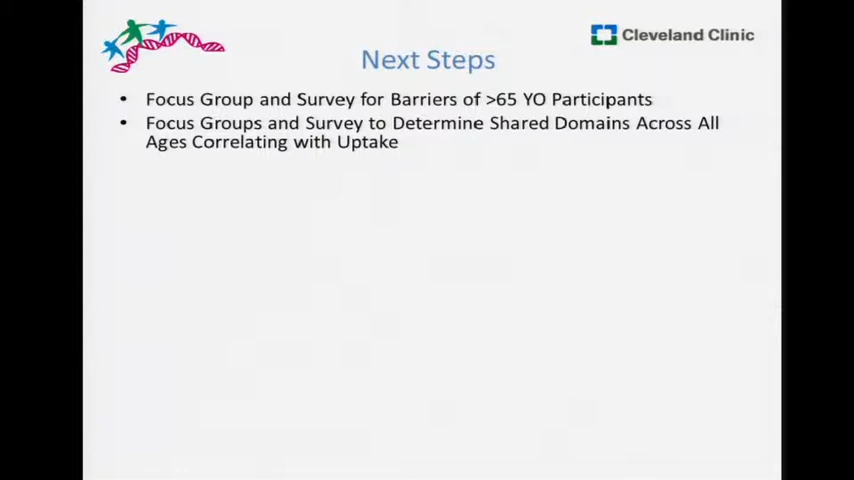 Cleveland Clinic
Next Steps
• Focus Group and Survey for Barriers of >65 YO Participants
• Focus Groups and Survey to Determine Shared Domains Across All
Ages Correlating with Uptake